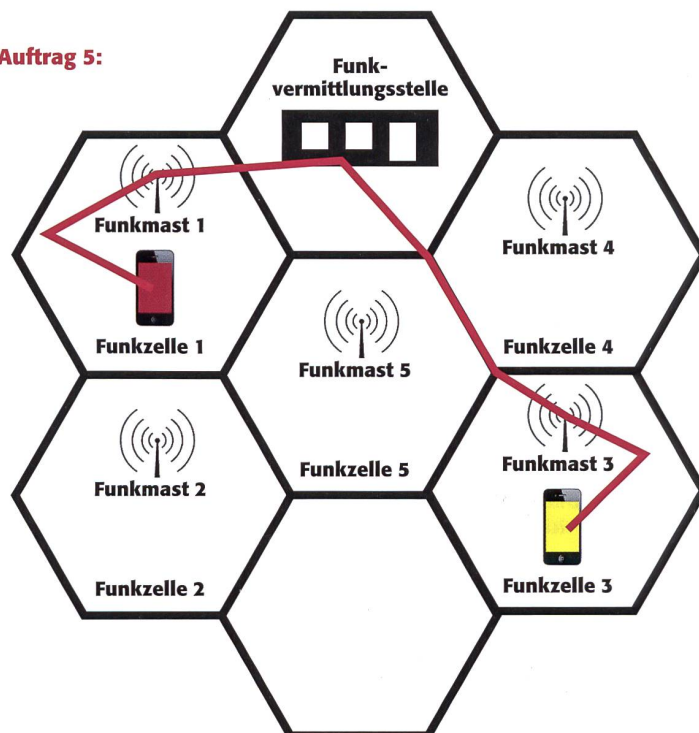 Auftrag 5:
Funk-
vermittlungsstelle
Funkmast 1
Funkmast 4
Funkzelle 1
Funkmast 5
Funkzelle 4
Funkmast 2
Funkzelle 5
Funkmast 3
Funkzelle 2
Funkzelle 3